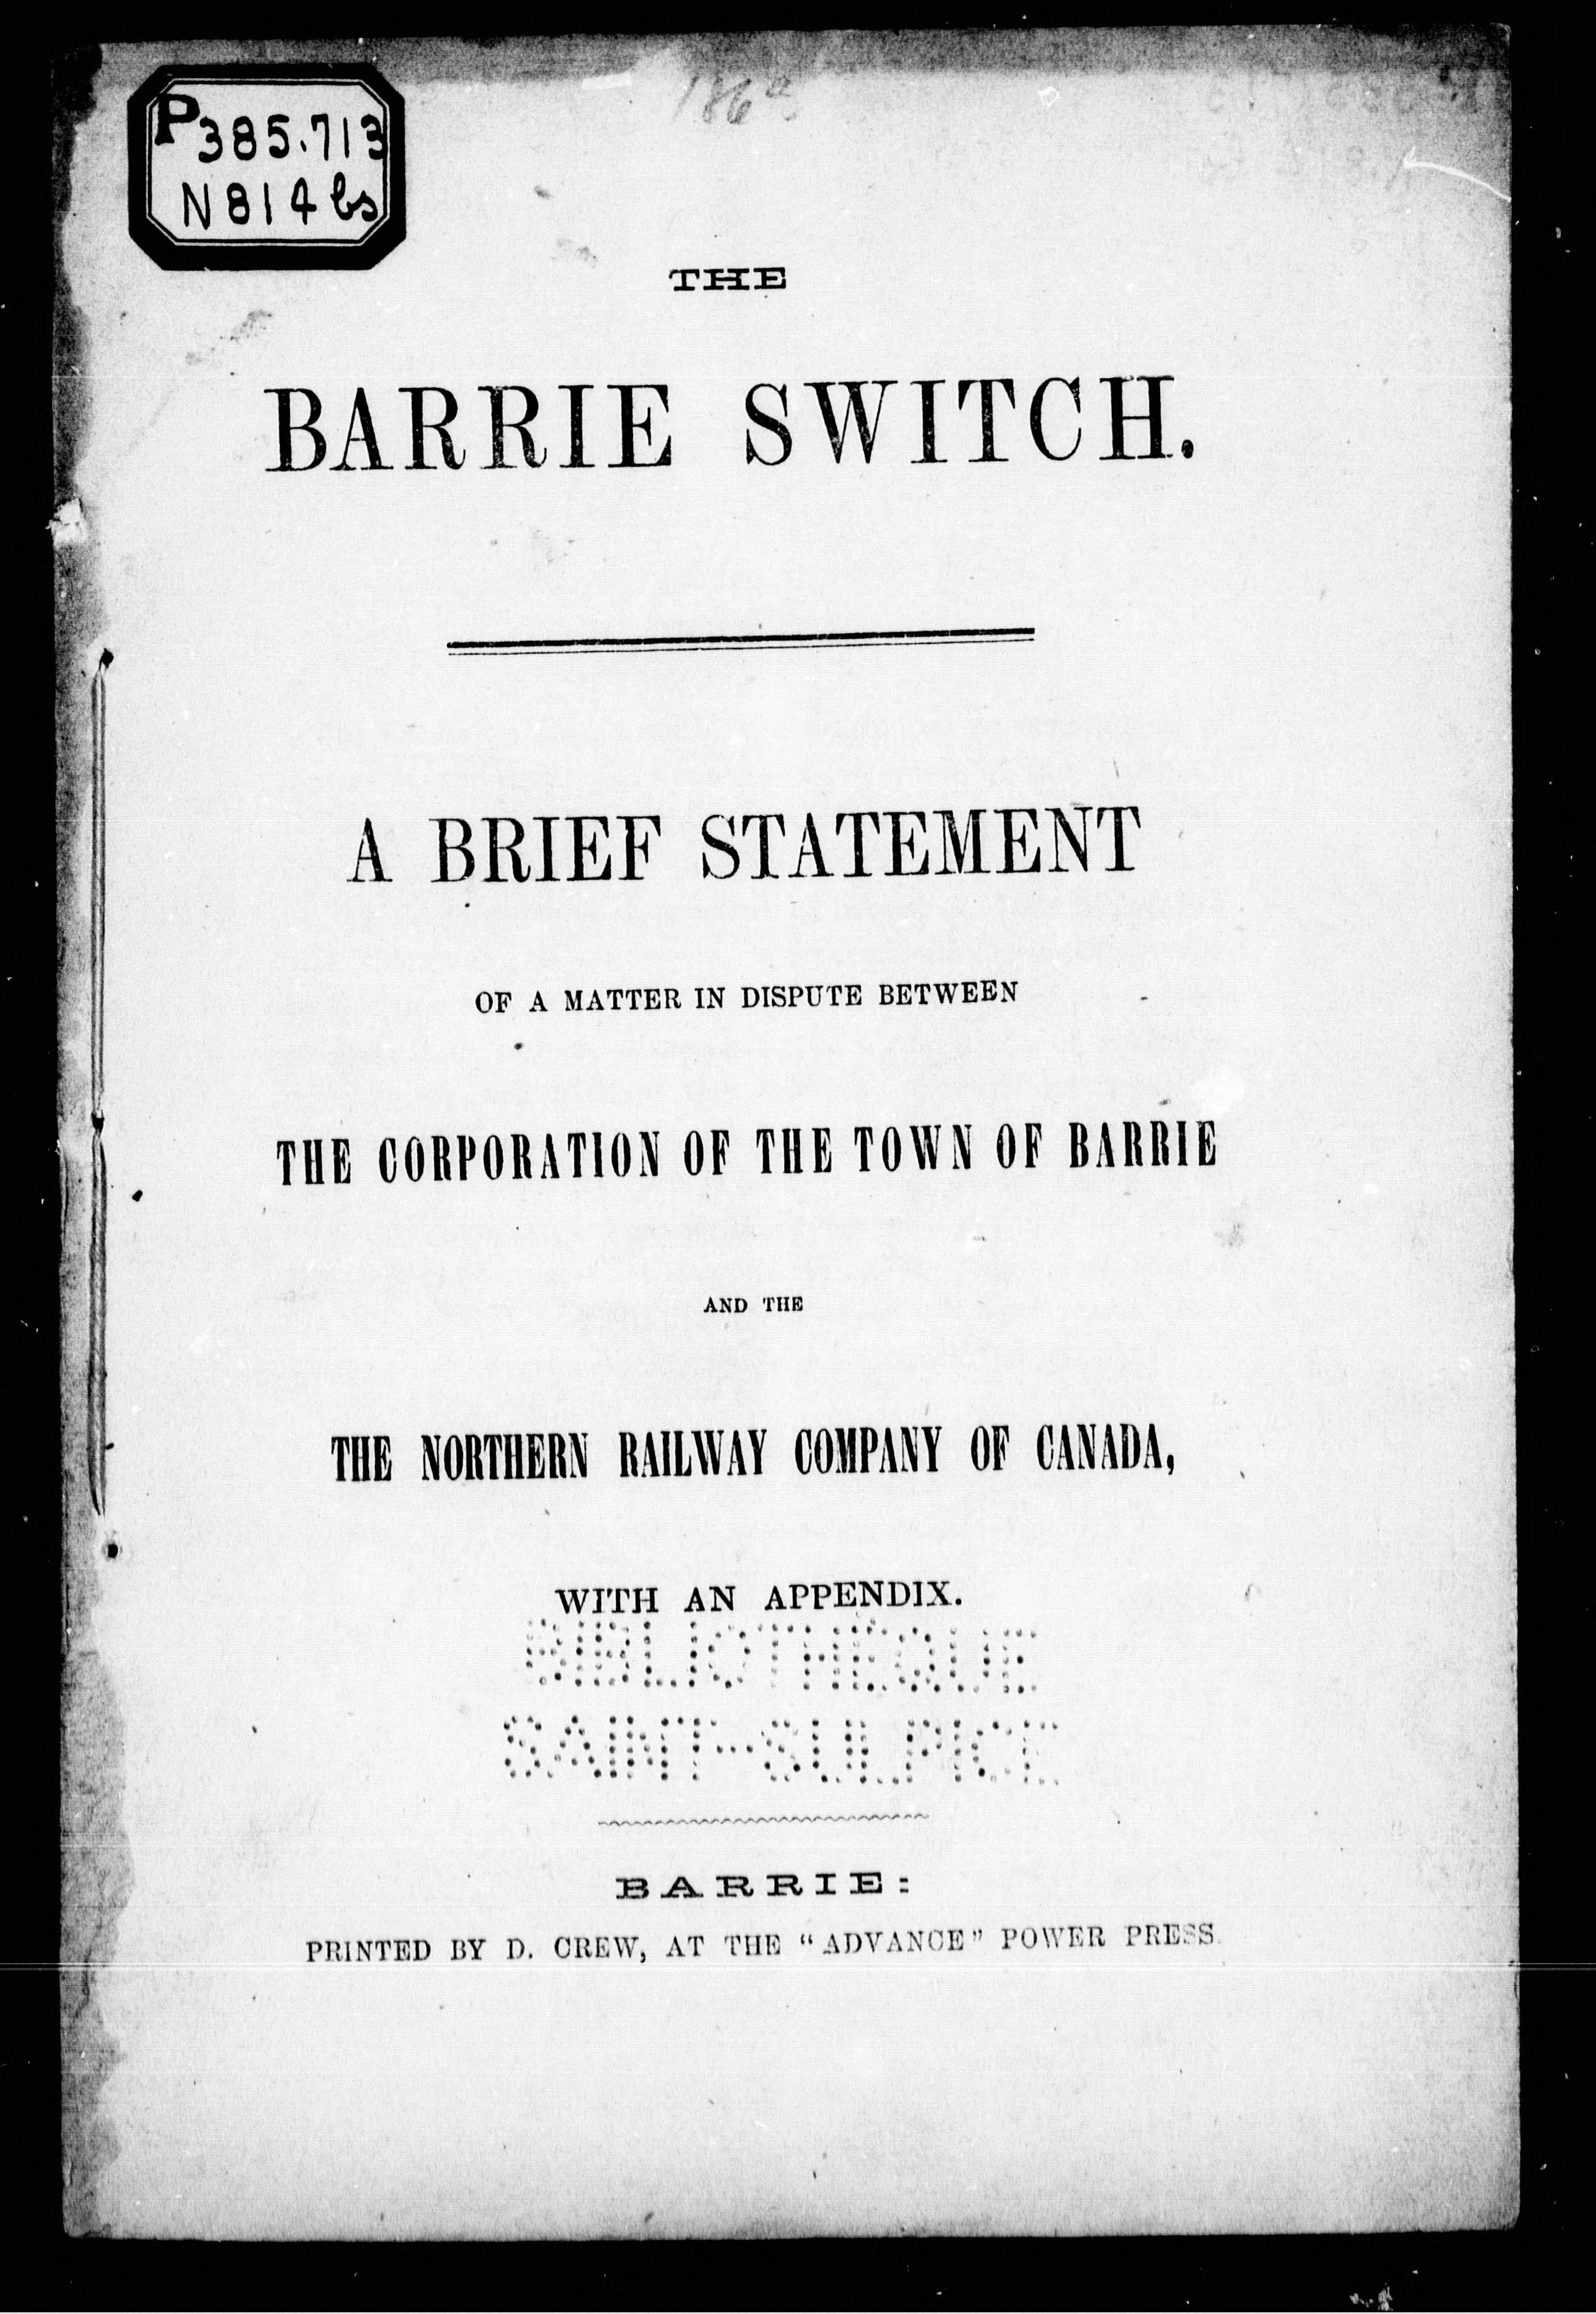 P385.713
N814bs
THE
BARRIE SWITCH.
A BRIEF STATEMENT
OF A MATTER IN DISPUTE BETWEEN
THE CORPORATION OF THE TOWN OF BARRIE
AND THE
THE NORTHERN RAILWAY COMPANY OF CANADA,
WITH AN APPENDIX.
BIBLIOTHÈQUE
SAINT-SULPICE
BARRIE:
PRINTED BY D. CREW, AT THE "ADVANCE" POWER PRESS.